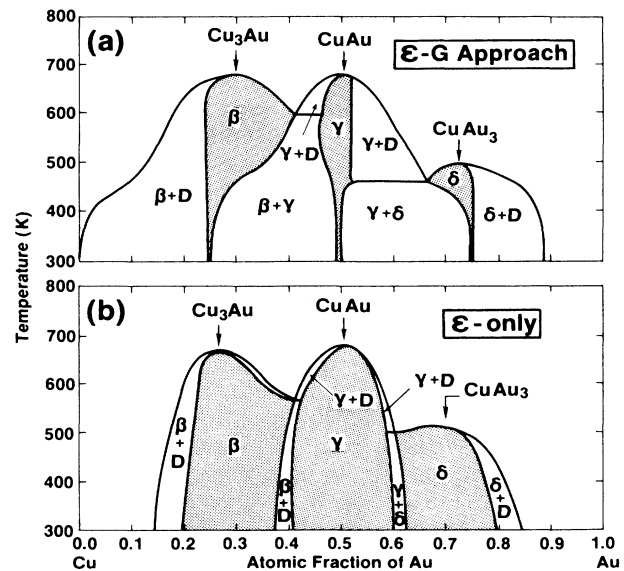 (a)
Cu₃Au
CuAu
ε-G Approach
CuAu₃
β
γ+D
γ
γ+D
δ
β+D
β+γ
γ+δ
δ+D
800
700
600
500
400
300
Temperature (K)
(b)
Cu₃Au
CuAu
ε-only
γ+D
CuAu₃
γ+D
β
+
D
β
γ
δ
β
+
D
γ
+
δ
δ
+
D
800
700
600
500
400
300
0.0 0.1 0.2 0.3 0.4 0.5 0.6 0.7 0.8 0.9 1.0
Cu Atomic Fraction of Au Au